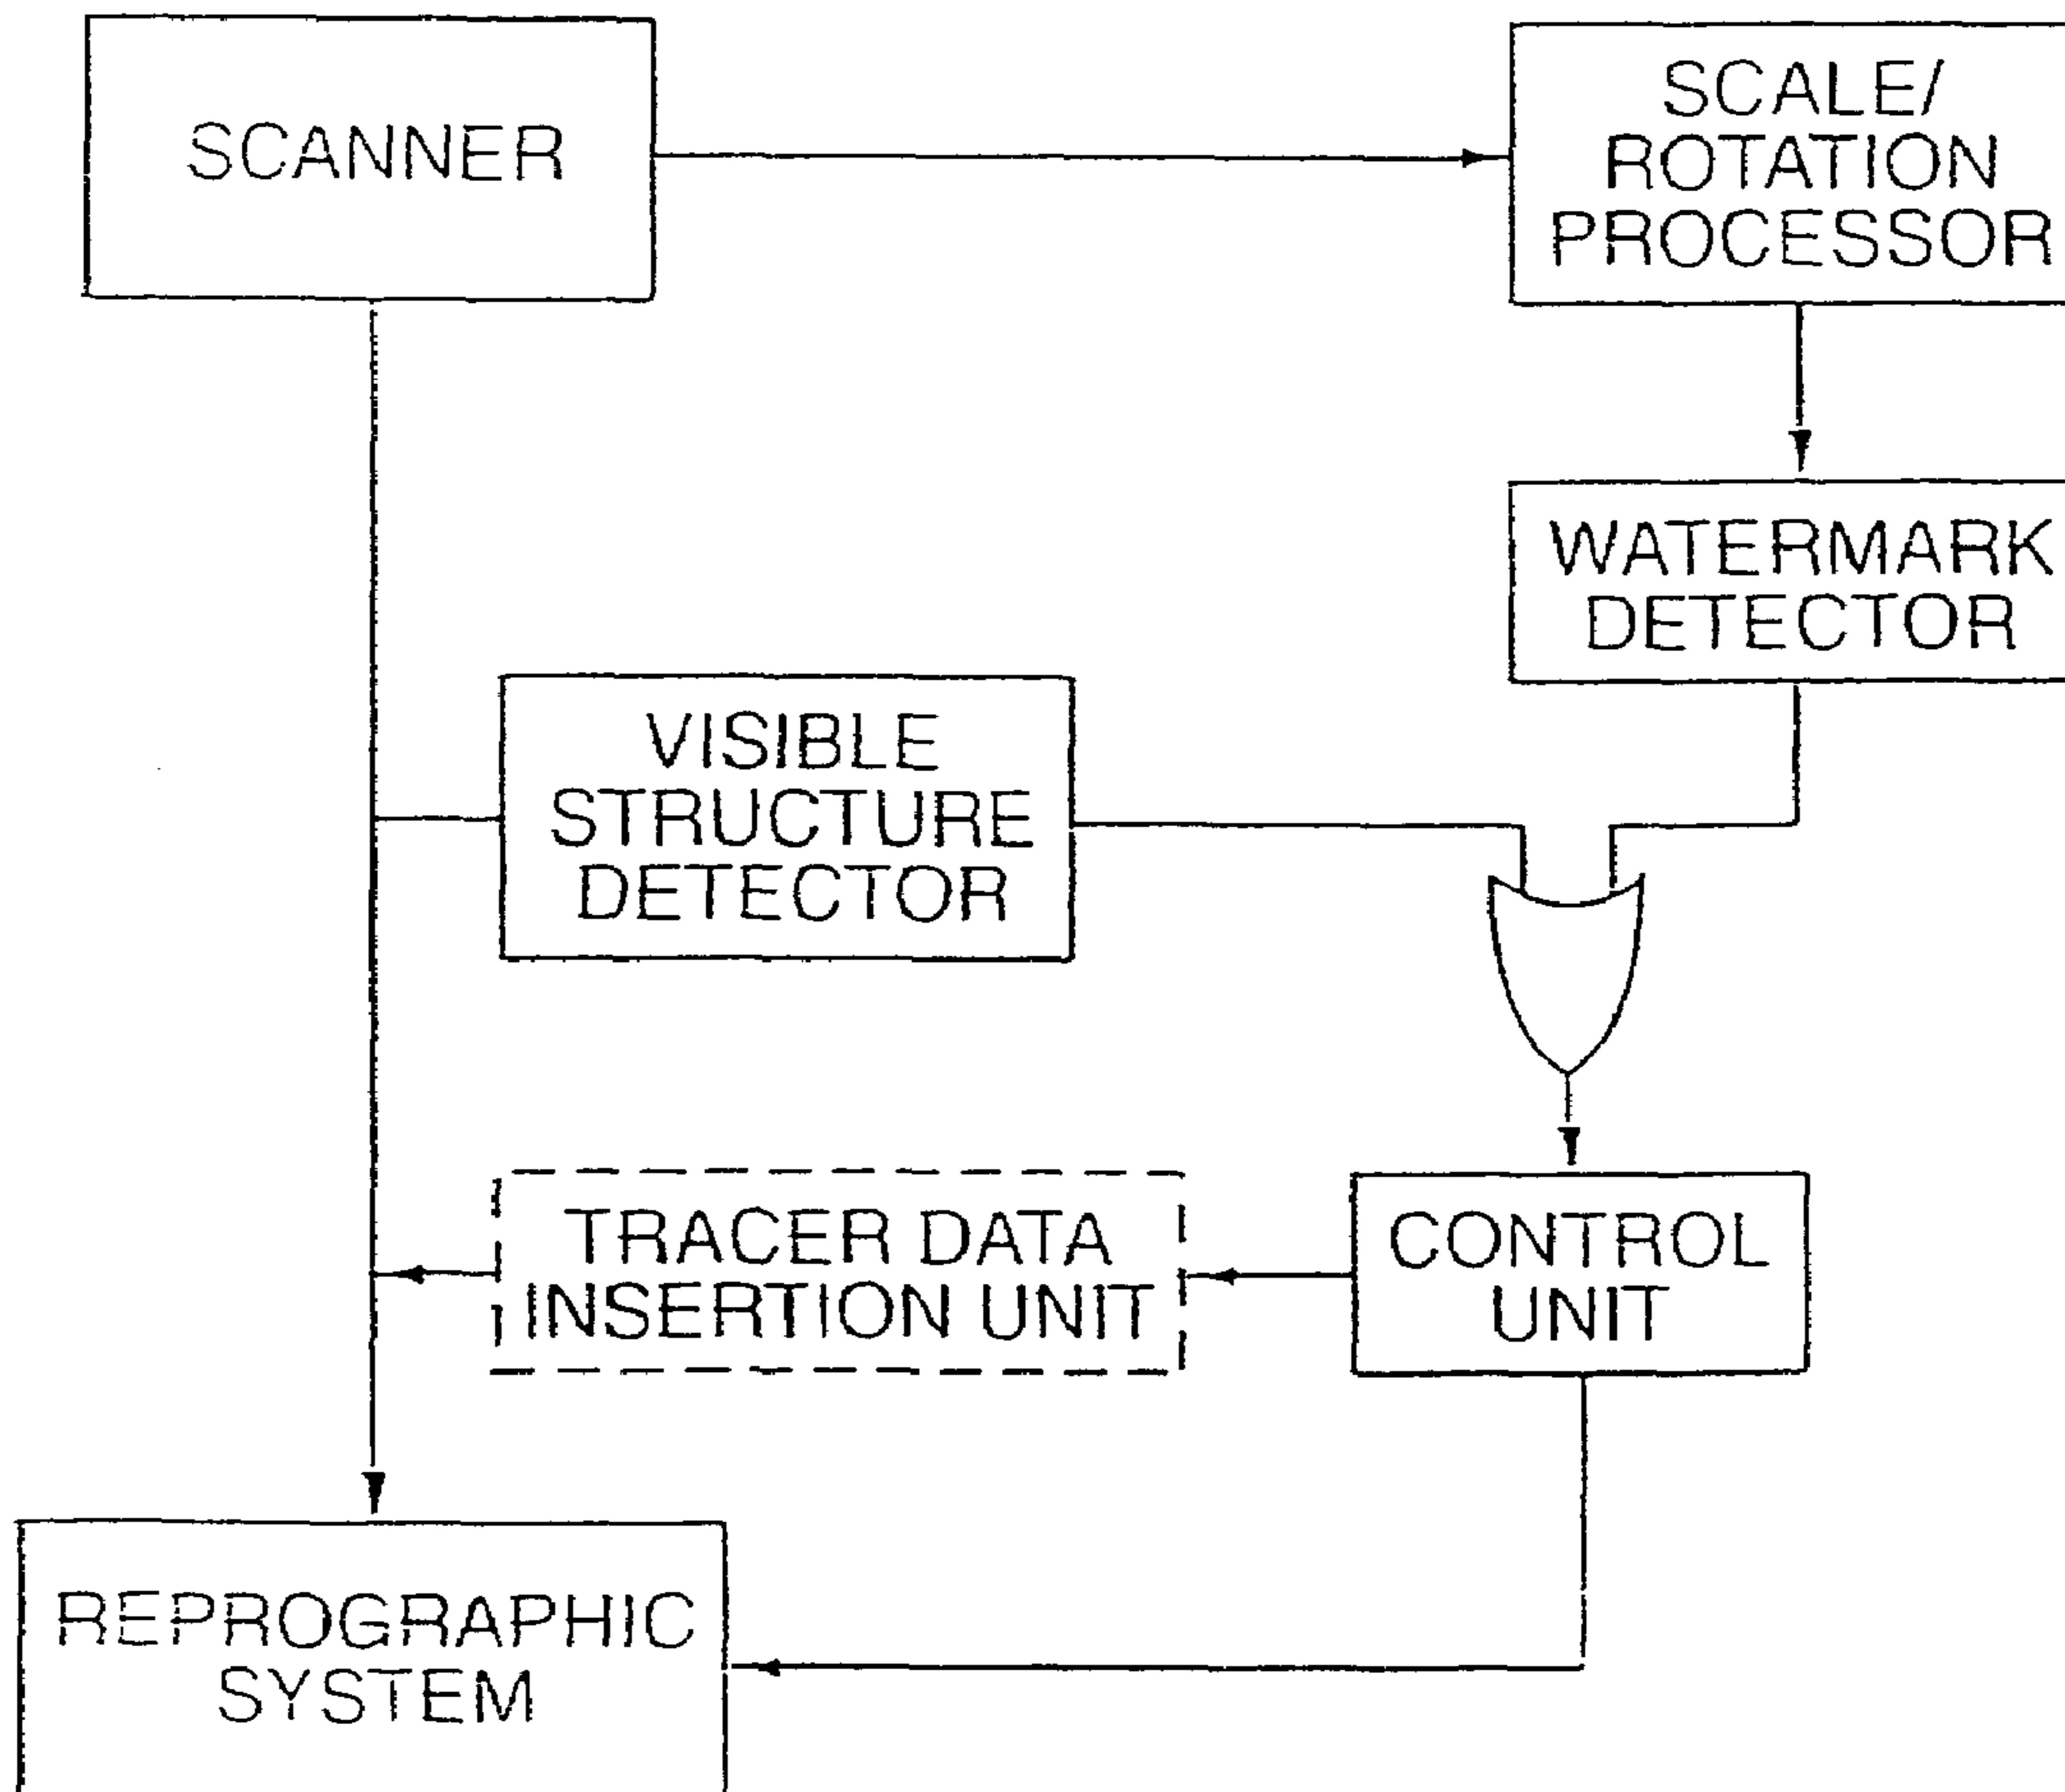 SCANNER
SCALE/
ROTATION
PROCESSOR
WATERMARK
DETECTOR
VISIBLE
STRUCTURE
DETECTOR
TRACER DATA
INSERTION UNIT
CONTROL
UNIT
REPROGRAPHIC
SYSTEM